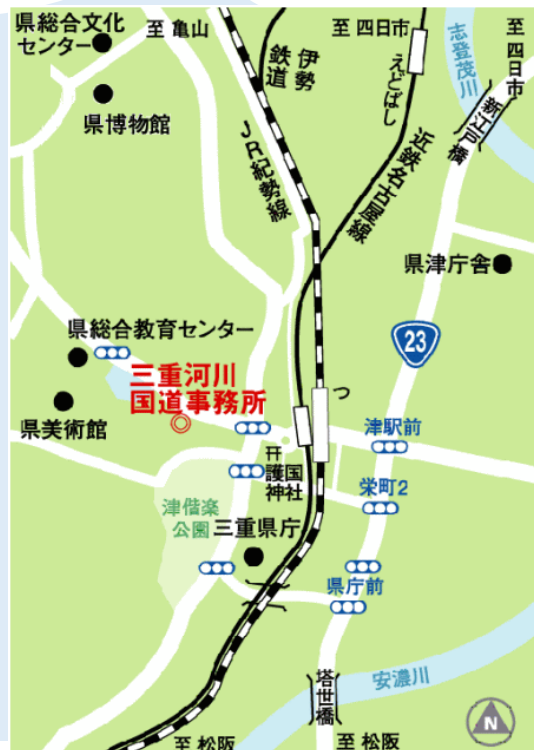 県総合文化
センター
至 亀山
伊勢
鉄道
至 四日市
えどばし
志登茂川
至 四日市
新江戸橋
県博物館
JR紀勢線
近鉄名古屋線
県津庁舎
23
県総合教育センター
三重河川
国道事務所
県美術館
つ
津駅前
护国
神社
栄町2
津偕楽
公園
三重県庁
県庁前
塔世橋
安濃川
至 松阪
至 松阪
N